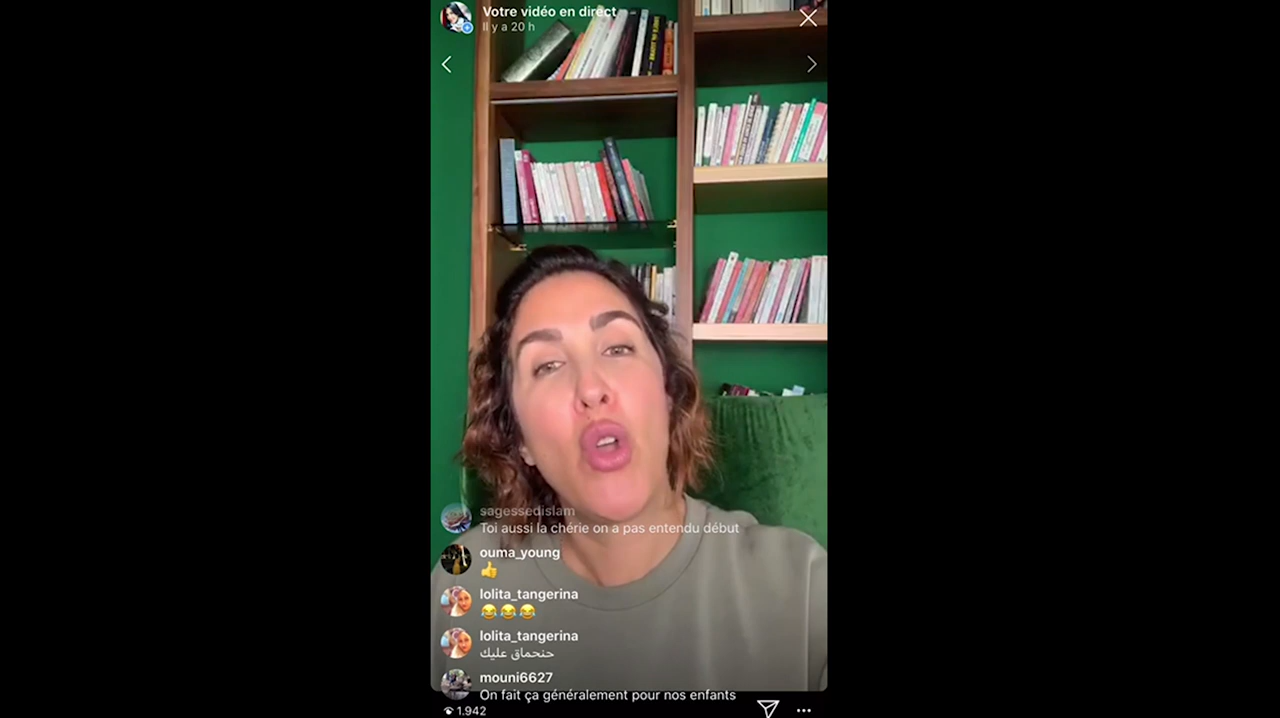 Votre vidéo en direct
Il y a 20 h
sagessedislam
Toi aussi la chérie on a pas entendu début
ouma_young
👍
lolita_tangerina
😂😂😂
lolita_tangerina
حنحماق عليك
mouni6627
On fait ça généralement pour nos enfants
1.942